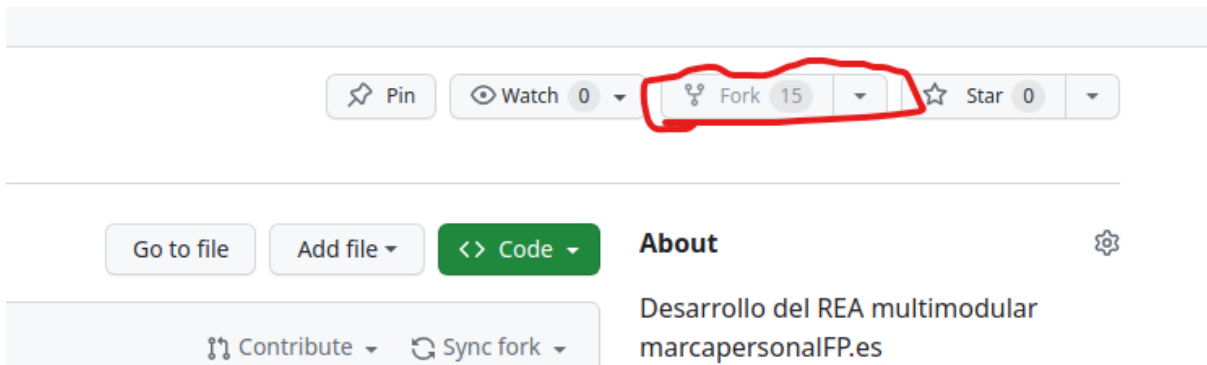 Pin
Watch 0
Fork 15
Star 0
Go to file
Add file
<> Code
About
Desarrollo del REA multimodular
marcapersonalFP.es
Contribute
Sync fork